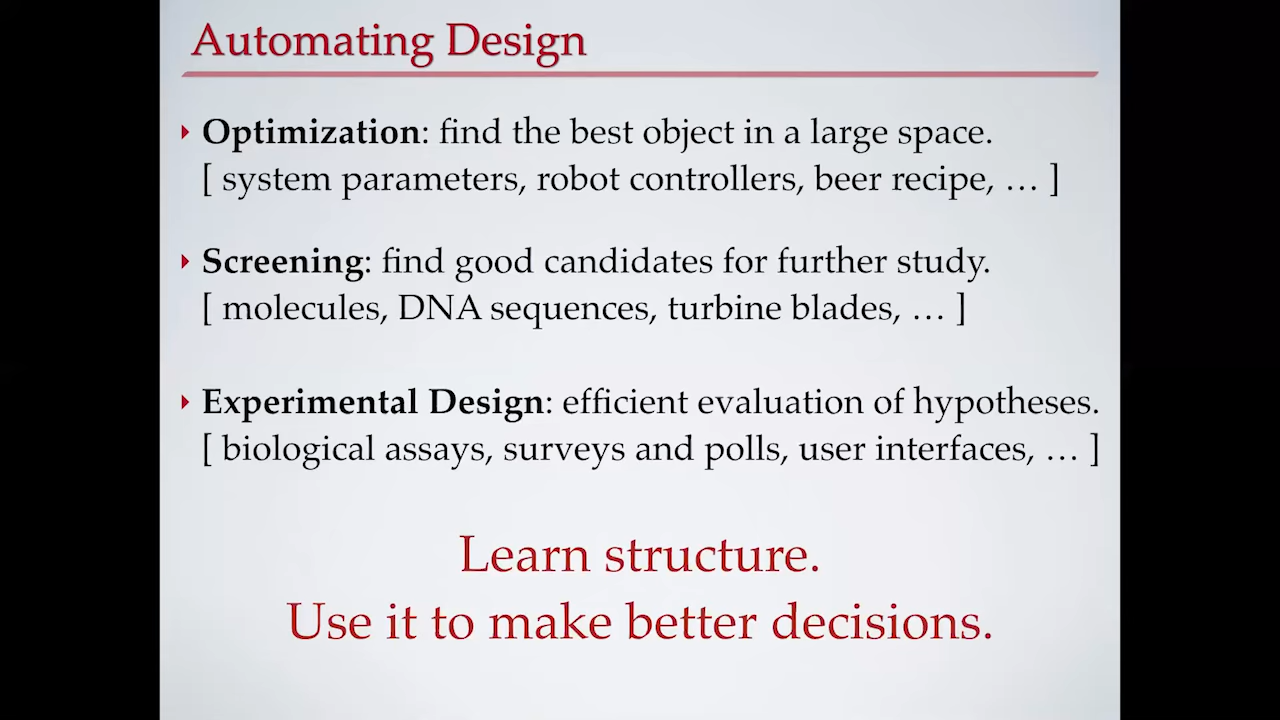 Automating Design
Optimization: find the best object in a large space.
[ system parameters, robot controllers, beer recipe, … ]
Screening: find good candidates for further study.
[ molecules, DNA sequences, turbine blades, … ]
Experimental Design: efficient evaluation of hypotheses.
[ biological assays, surveys and polls, user interfaces, … ]
Learn structure.
Use it to make better decisions.